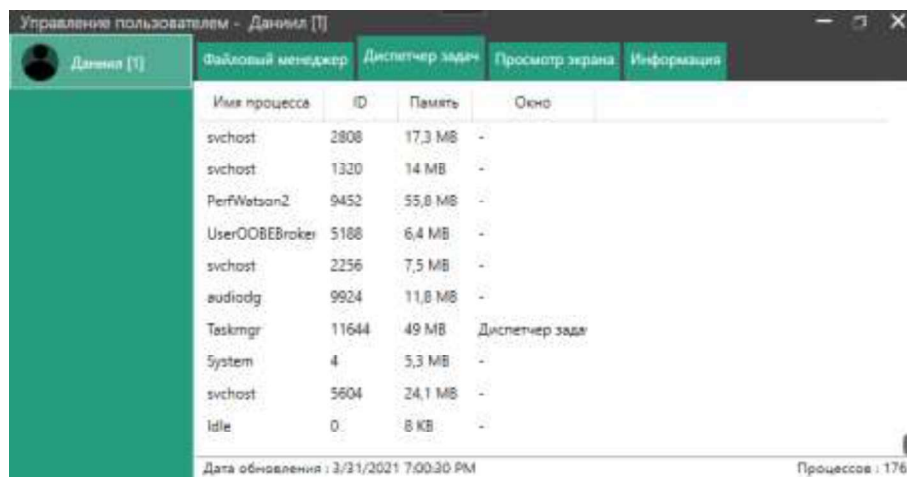 Управление пользователем - Даниил [1]
Даниил [1]
Файловый менеджер Диспетчер задач Просмотр экрана Информация
Имя процесса ID Память Окно
svchost 2808 17,3 MB -
svchost 1320 14 MB -
PerfWatson2 9452 55,8 MB -
UserOOBEBroker 5188 6,4 MB -
svchost 2256 7,5 MB -
audiodg 9924 11,8 MB -
Taskmgr 11644 49 MB Диспетчер зада
System 4 5,3 MB -
svchost 5604 24,1 MB -
Idle 0 8 KB -
Дата обновления : 3/31/2021 7:00:30 PM Процессов : 176